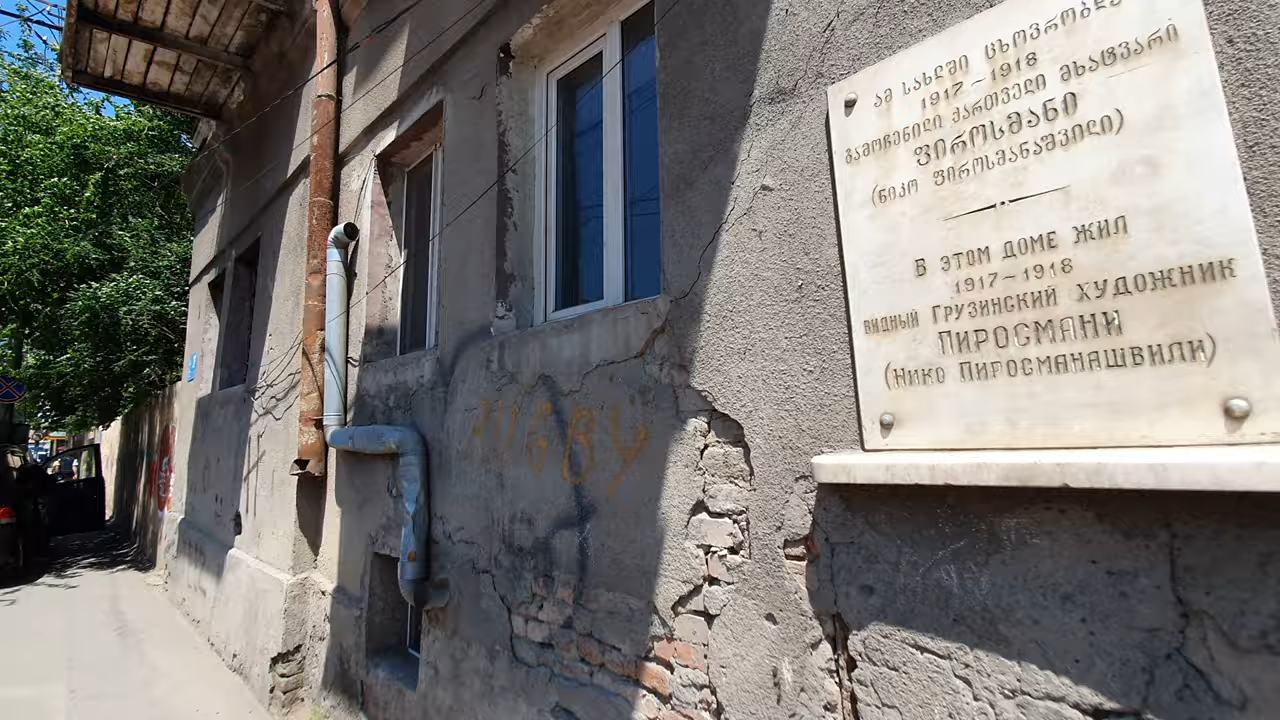 ამ სახლში ცხოვრობდა
1917-1918
გამოჩენილი ქართველი მხატვარი
ფიროსმანი
(ნიკო ფიროსმანაშვილი)
В ЭТОМ ДОМЕ ЖИЛ
1917-1918
ВИДНЫЙ ГРУЗИНСКИЙ ХУДОЖНИК
ПИРОСМАНИ
(НИКО ПИРОСМАНАШВИЛИ)